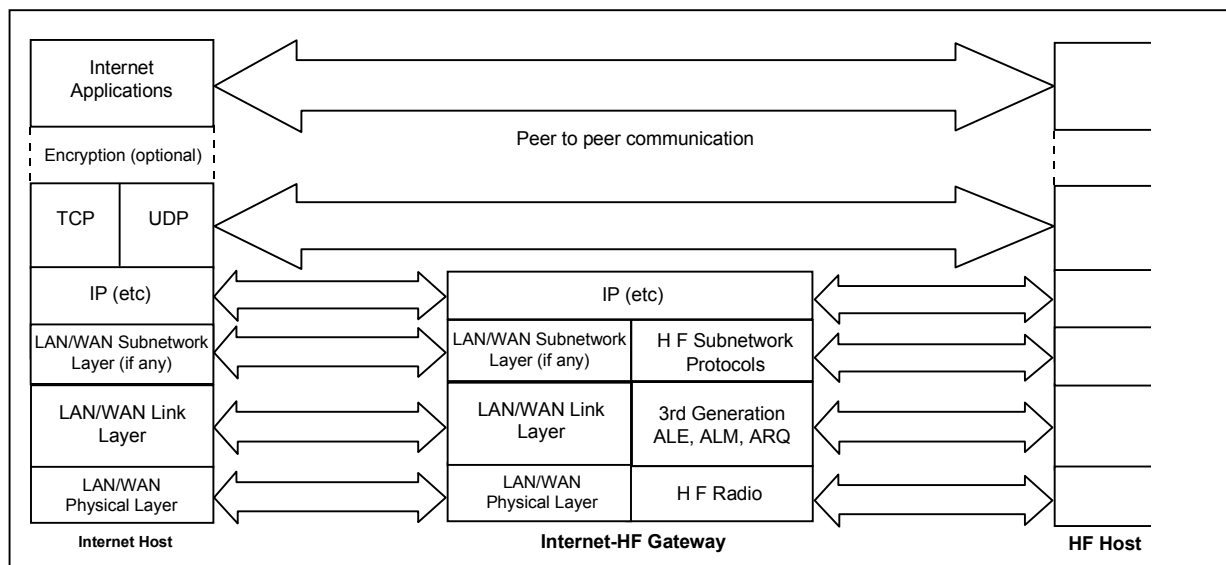 Internet
Applications
Peer to peer communication
Encryption (optional)
TCP
UDP
IP (etc)
IP (etc)
LAN/WAN Subnetwork
Layer (if any)
LAN/WAN Subnetwork
Layer (if any)
H F Subnetwork
Protocols
LAN/WAN Link
Layer
LAN/WAN Link
Layer
3rd Generation
ALE, ALM, ARQ
LAN/WAN
Physical Layer
LAN/WAN
Physical Layer
H F Radio
Internet Host
Internet-HF Gateway
HF Host